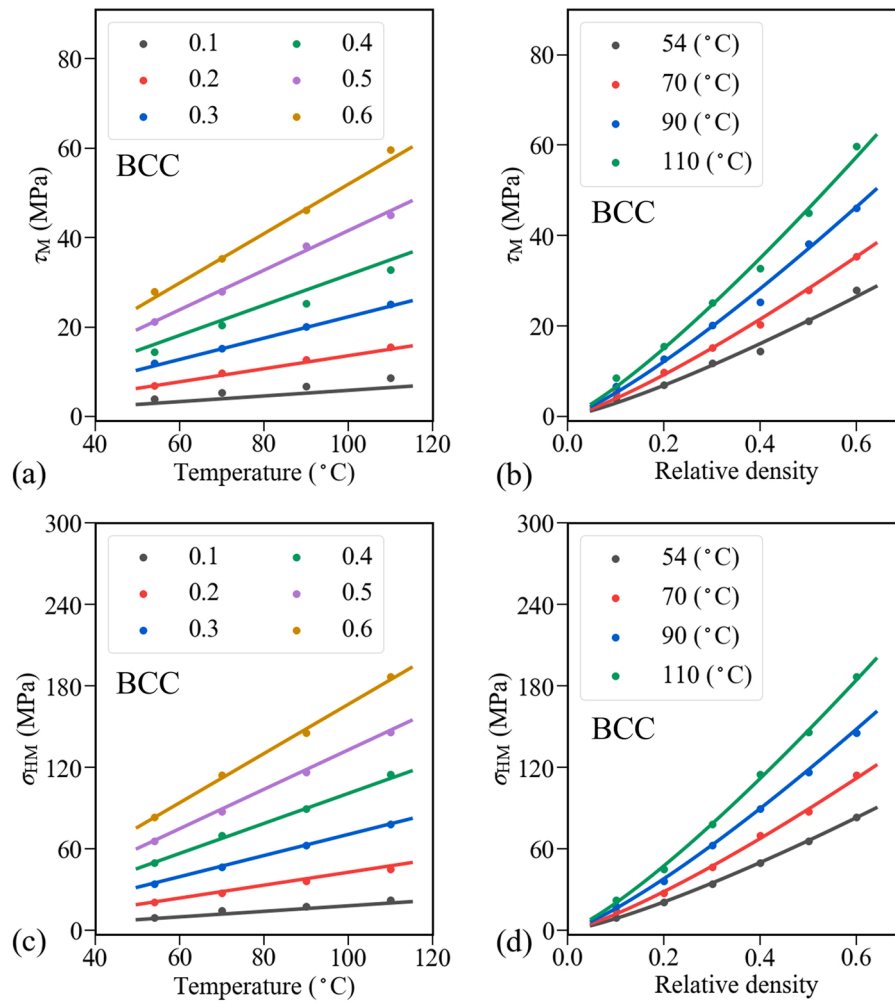 80
60
40
20
0
τM (MPa)
0.1 0.4
0.2 0.5
0.3 0.6
BCC
40 60 80 100 120
(a) Temperature (°C)
80
60
40
20
0
τM (MPa)
54 (°C)
70 (°C)
90 (°C)
110 (°C)
BCC
0.0 0.2 0.4 0.6
(b) Relative density
300
240
180
120
60
0
σHM (MPa)
0.1 0.4
0.2 0.5
0.3 0.6
BCC
40 60 80 100 120
(c) Temperature (°C)
300
240
180
120
60
0
σHM (MPa)
54 (°C)
70 (°C)
90 (°C)
110 (°C)
BCC
0.0 0.2 0.4 0.6
(d) Relative density